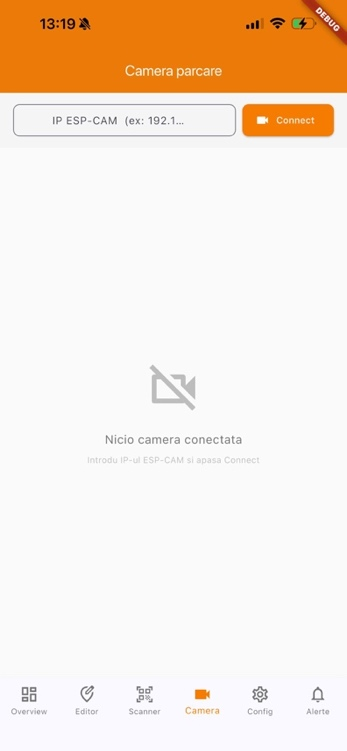 13:19
DEBUG
Camera parcare
IP ESP-CAM (ex: 192.1...
Connect
Nicio camera conectata
Introdu IP-ul ESP-CAM si apasa Connect
Overview
Editor
Scanner
Camera
Config
Alerte